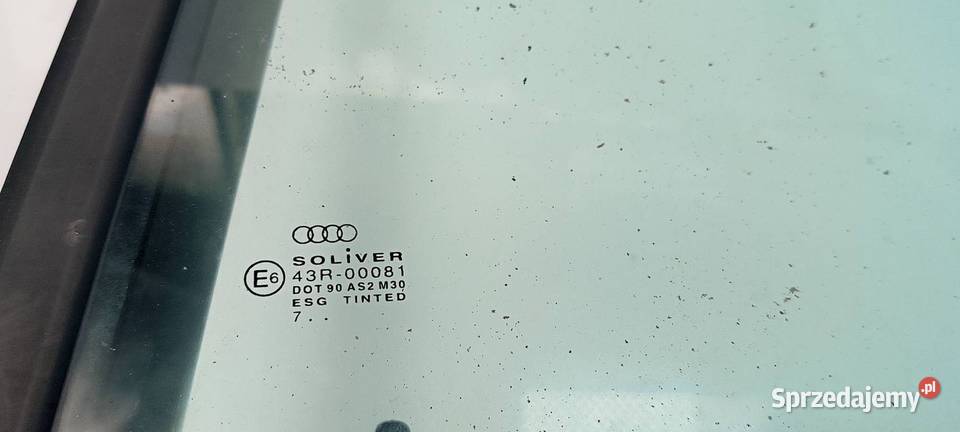 SOLiVER
E6 43R-00081
DOT 90 AS2 M30
ESG TINTED
7..
Sprzedajemy.pl